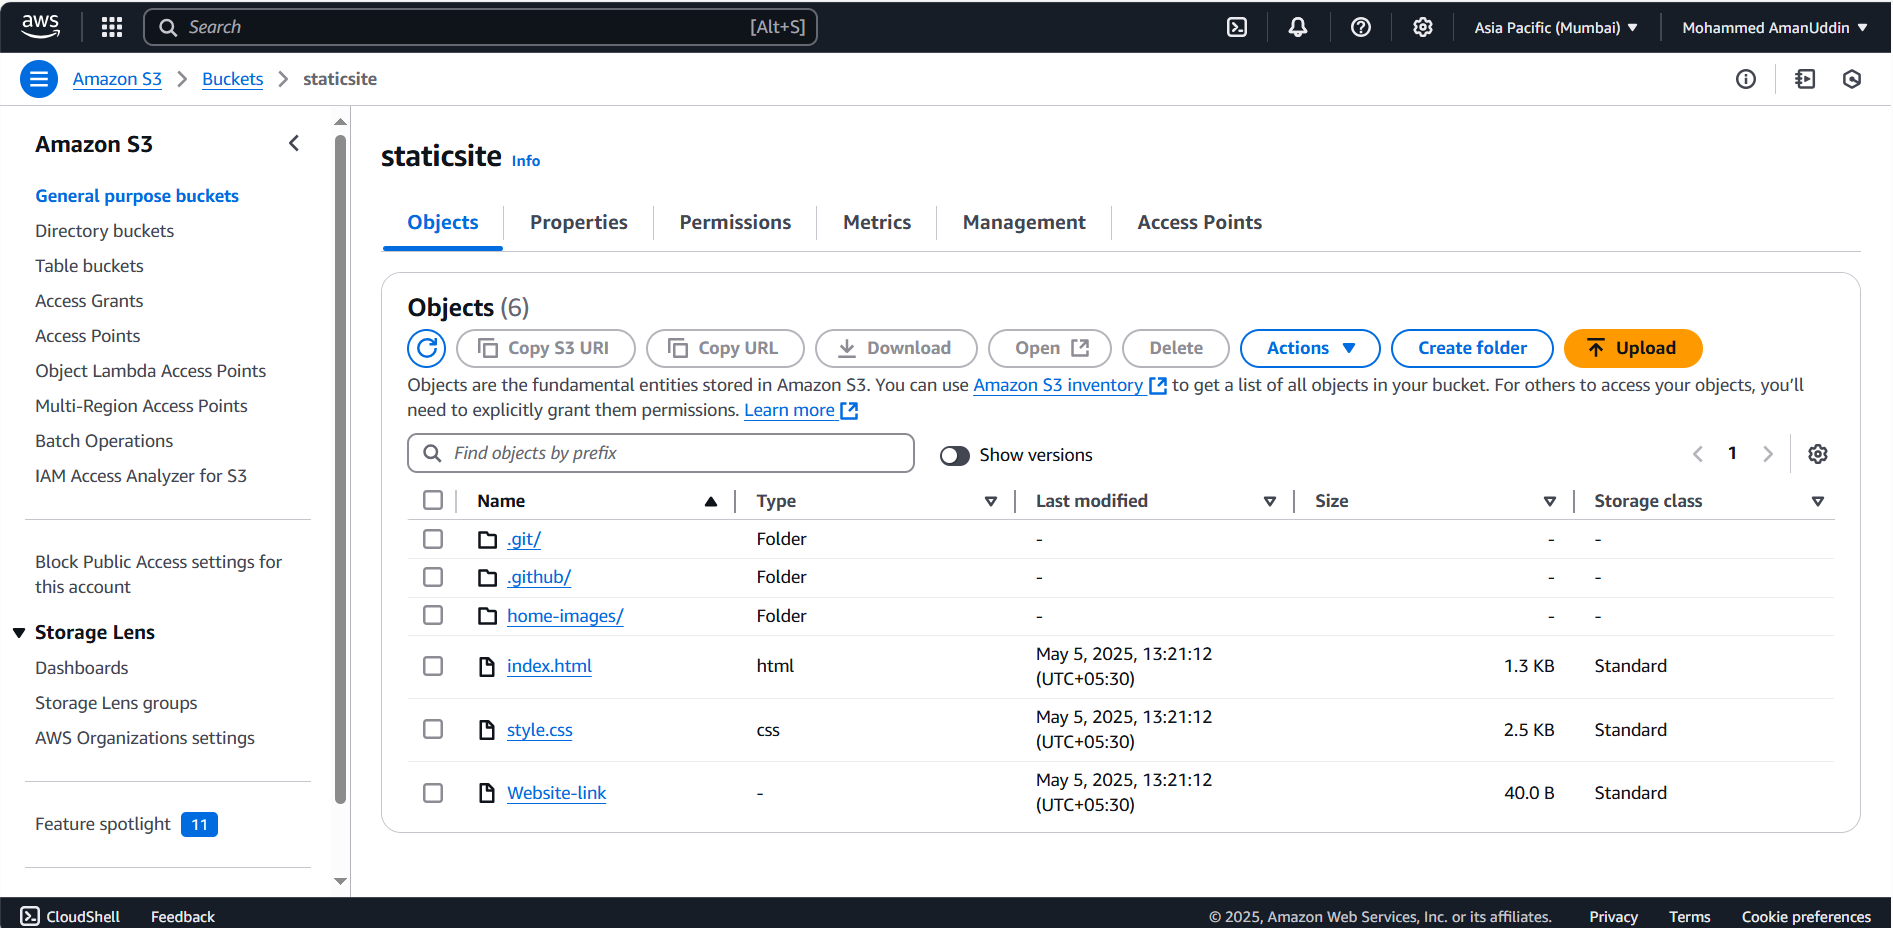 aws
Search [Alt+S]
Asia Pacific (Mumbai)
Mohammed AmanUddin
Amazon S3
Buckets
staticsite
Amazon S3
General purpose buckets
Directory buckets
Table buckets
Access Grants
Access Points
Object Lambda Access Points
Multi-Region Access Points
Batch Operations
IAM Access Analyzer for S3
Block Public Access settings for
this account
Storage Lens
Dashboards
Storage Lens groups
AWS Organizations settings
Feature spotlight 11
staticsite Info
Objects Properties Permissions Metrics Management Access Points
Objects (6)
Copy S3 URI Copy URL Download Open Delete Actions Create folder Upload
Objects are the fundamental entities stored in Amazon S3. You can use Amazon S3 inventory to get a list of all objects in your bucket. For others to access your objects, you’ll
need to explicitly grant them permissions. Learn more
Find objects by prefix Show versions 1
Name Type Last modified Size Storage class
.git/ Folder - - -
.github/ Folder - - -
home-images/ Folder - - -
index.html html May 5, 2025, 13:21:12 1.3 KB Standard
(UTC+05:30)
style.css css May 5, 2025, 13:21:12 2.5 KB Standard
(UTC+05:30)
Website-link - May 5, 2025, 13:21:12 40.0 B Standard
(UTC+05:30)
CloudShell Feedback © 2025, Amazon Web Services, Inc. or its affiliates. Privacy Terms Cookie preferences